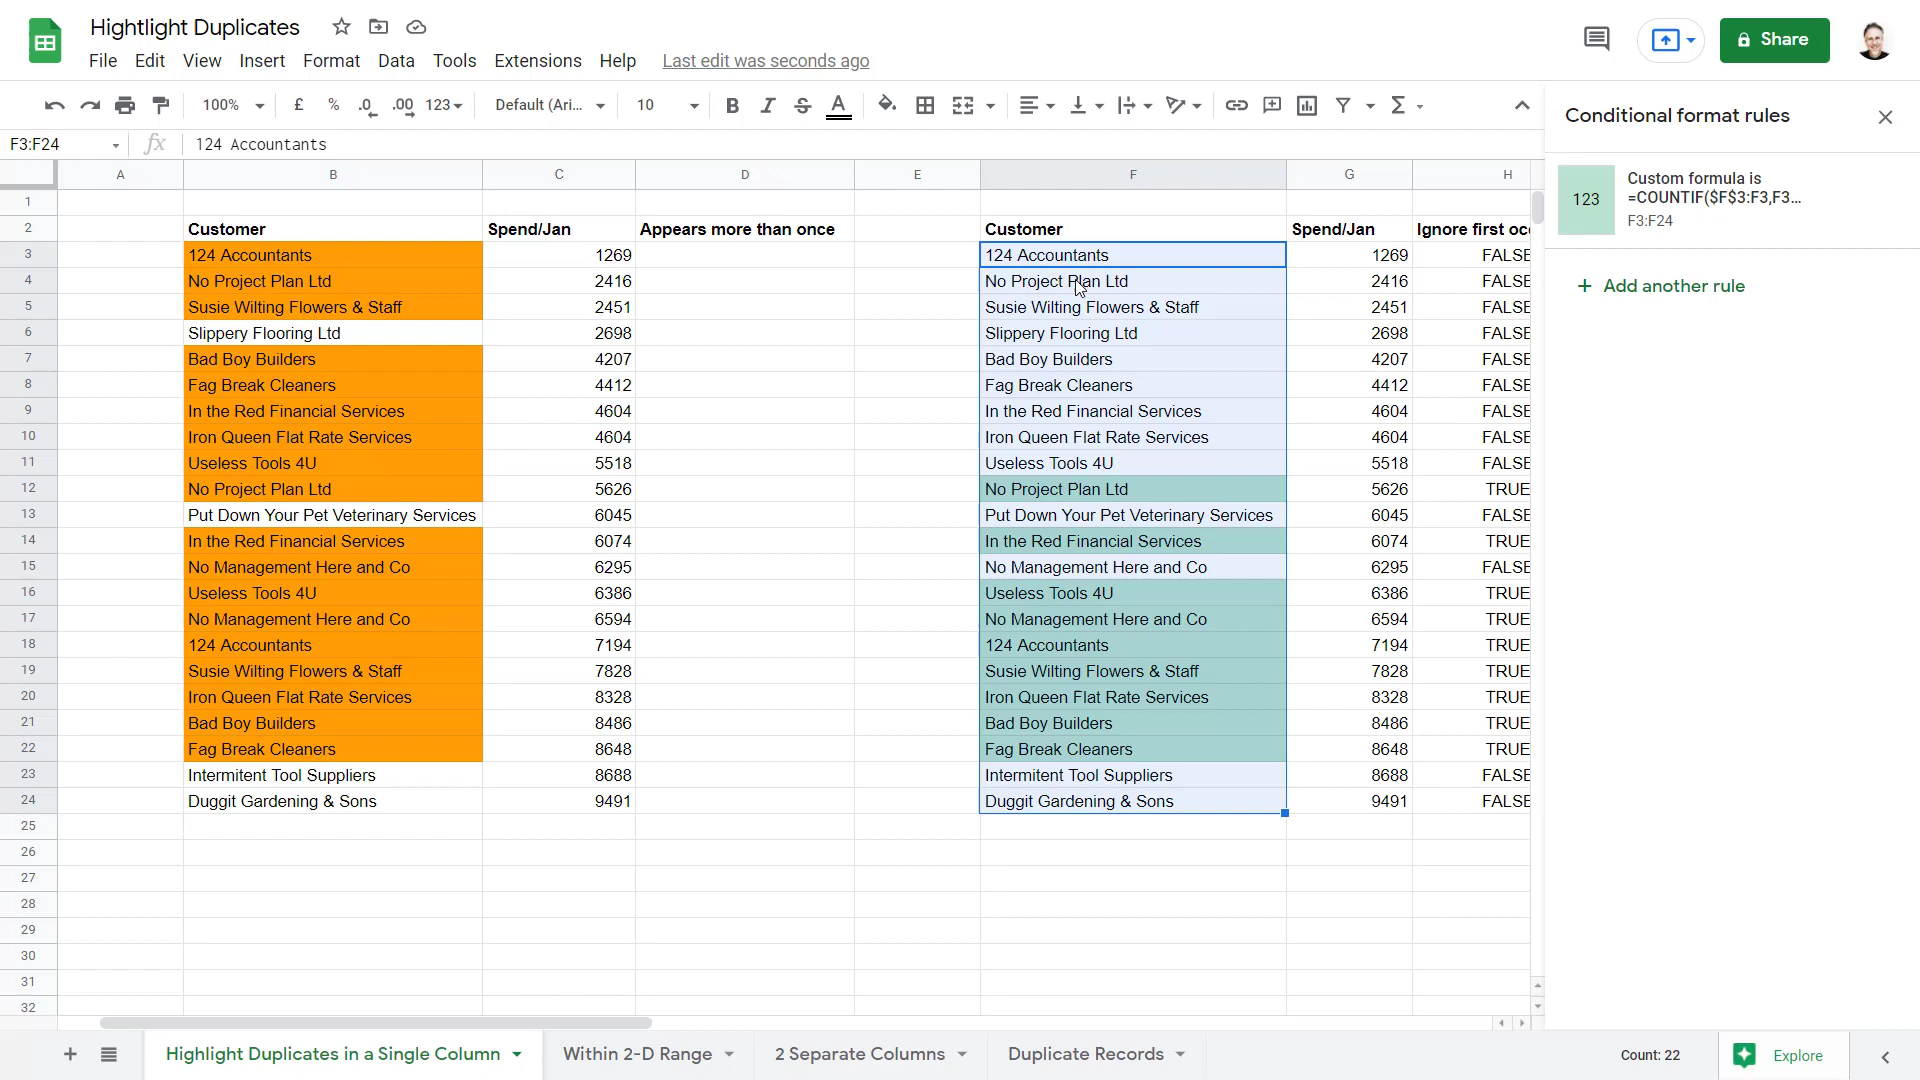 Hightlight Duplicates
File Edit View Insert Format Data Tools Extensions Help Last edit was seconds ago
Share
100% £ % .0 .00 123 Default (Ari... 10 B I S A
F3:F24 fx 124 Accountants
Conditional format rules
123
Custom formula is
=COUNTIF($F$3:F3,F3...
F3:F24
+ Add another rule
A B C D E F G H
1
2 Customer Spend/Jan Appears more than once Customer Spend/Jan Ignore first occ
3 124 Accountants 1269 124 Accountants 1269 FALSE
4 No Project Plan Ltd 2416 No Project Plan Ltd 2416 FALSE
5 Susie Wilting Flowers & Staff 2451 Susie Wilting Flowers & Staff 2451 FALSE
6 Slippery Flooring Ltd 2698 Slippery Flooring Ltd 2698 FALSE
7 Bad Boy Builders 4207 Bad Boy Builders 4207 FALSE
8 Fag Break Cleaners 4412 Fag Break Cleaners 4412 FALSE
9 In the Red Financial Services 4604 In the Red Financial Services 4604 FALSE
10 Iron Queen Flat Rate Services 4604 Iron Queen Flat Rate Services 4604 FALSE
11 Useless Tools 4U 5518 Useless Tools 4U 5518 FALSE
12 No Project Plan Ltd 5626 No Project Plan Ltd 5626 TRUE
13 Put Down Your Pet Veterinary Services 6045 Put Down Your Pet Veterinary Services 6045 FALSE
14 In the Red Financial Services 6074 In the Red Financial Services 6074 TRUE
15 No Management Here and Co 6295 No Management Here and Co 6295 FALSE
16 Useless Tools 4U 6386 Useless Tools 4U 6386 TRUE
17 No Management Here and Co 6594 No Management Here and Co 6594 TRUE
18 124 Accountants 7194 124 Accountants 7194 TRUE
19 Susie Wilting Flowers & Staff 7828 Susie Wilting Flowers & Staff 7828 TRUE
20 Iron Queen Flat Rate Services 8328 Iron Queen Flat Rate Services 8328 TRUE
21 Bad Boy Builders 8486 Bad Boy Builders 8486 TRUE
22 Fag Break Cleaners 8648 Fag Break Cleaners 8648 TRUE
23 Intermitent Tool Suppliers 8688 Intermitent Tool Suppliers 8688 FALSE
24 Duggit Gardening & Sons 9491 Duggit Gardening & Sons 9491 FALSE
25
26
27
28
29
30
31
32
+ Highlight Duplicates in a Single Column Within 2-D Range 2 Separate Columns Duplicate Records Count: 22 Explore